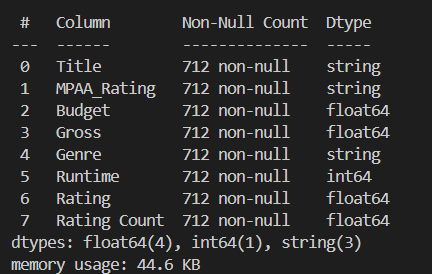 #   Column        Non-Null Count  Dtype
---  ------        --------------  -----
0   Title         712 non-null    string
1   MPAA_Rating   712 non-null    string
2   Budget        712 non-null    float64
3   Gross         712 non-null    float64
4   Genre         712 non-null    string
5   Runtime       712 non-null    int64
6   Rating        712 non-null    float64
7   Rating Count  712 non-null    float64
dtypes: float64(4), int64(1), string(3)
memory usage: 44.6 KB